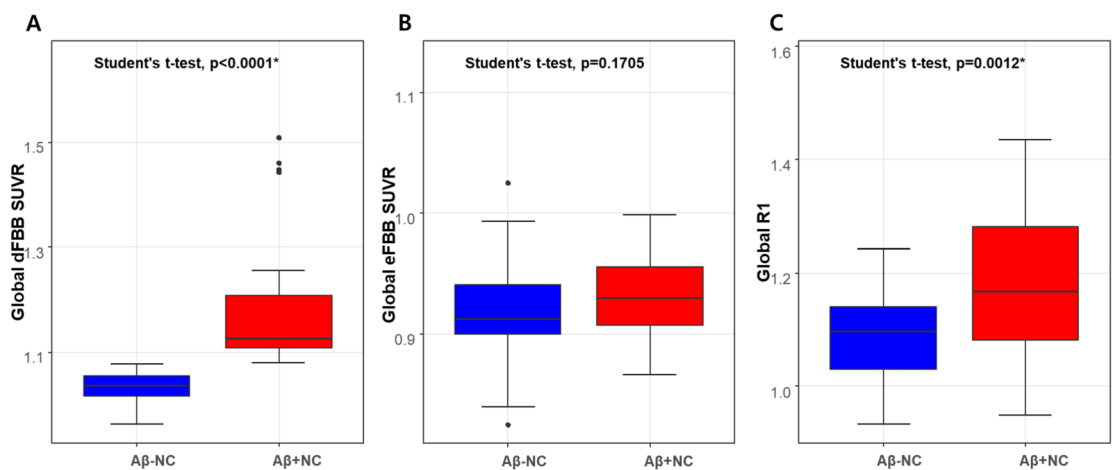 A
Student's t-test, p<0.0001*
Global dFBB SUVR
1.5
1.3
1.1
Aβ-NC
Aβ+NC
B
Student's t-test, p=0.1705
Global eFBB SUVR
1.1
1.0
0.9
Aβ-NC
Aβ+NC
C
Student's t-test, p=0.0012*
Global R1
1.6
1.4
1.2
1.0
Aβ-NC
Aβ+NC